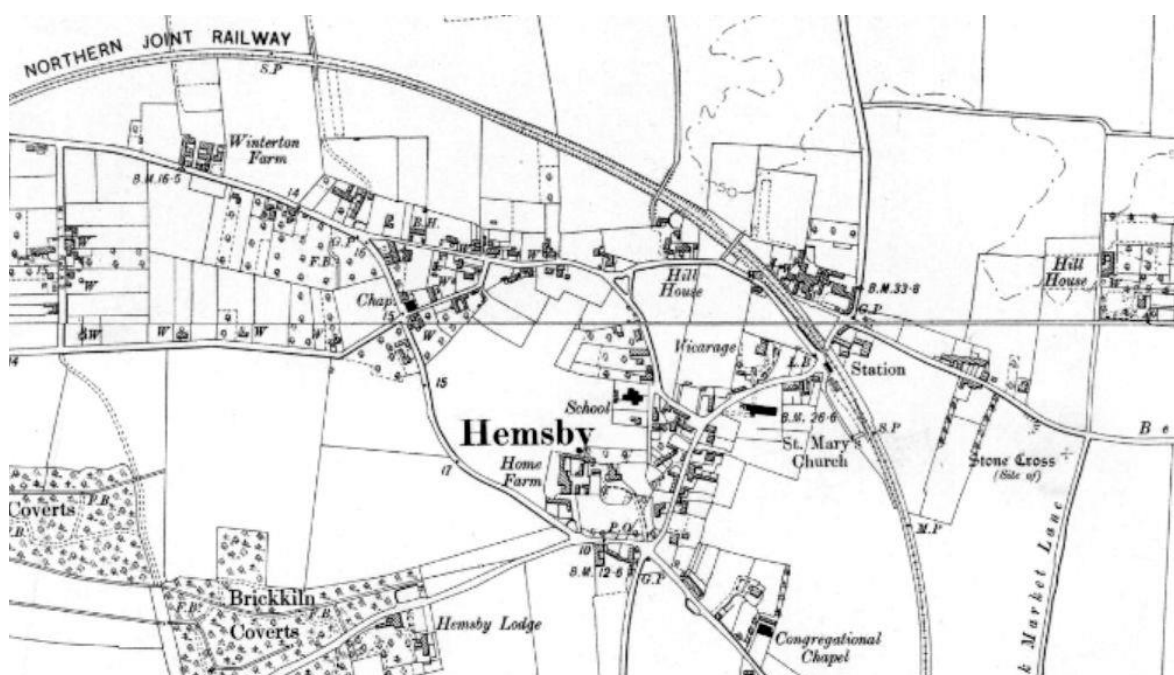 NORTHERN JOINT RAILWAY
S.P
Winterton
Farm
B.M.16·5
14
B.H.
G.P
16
F.B.
W
W
Hill
House
Hill
House
B.M.33·8
G.P
Chap.
15
W
W
W
W
W
W
Vicarage
L.B.
Station
15
School
B.M. 26·6
Hemsby
St. Mary's
Church
S.P
B e
Stone Cross
(Site of)
Home
Farm
17
F.B.
Coverts
P.O.
M.P
10
B.M. 12·6
G.P
k Market Lane
Brickkiln
Coverts
F.B.
Hemsby Lodge
Congregational
Chapel